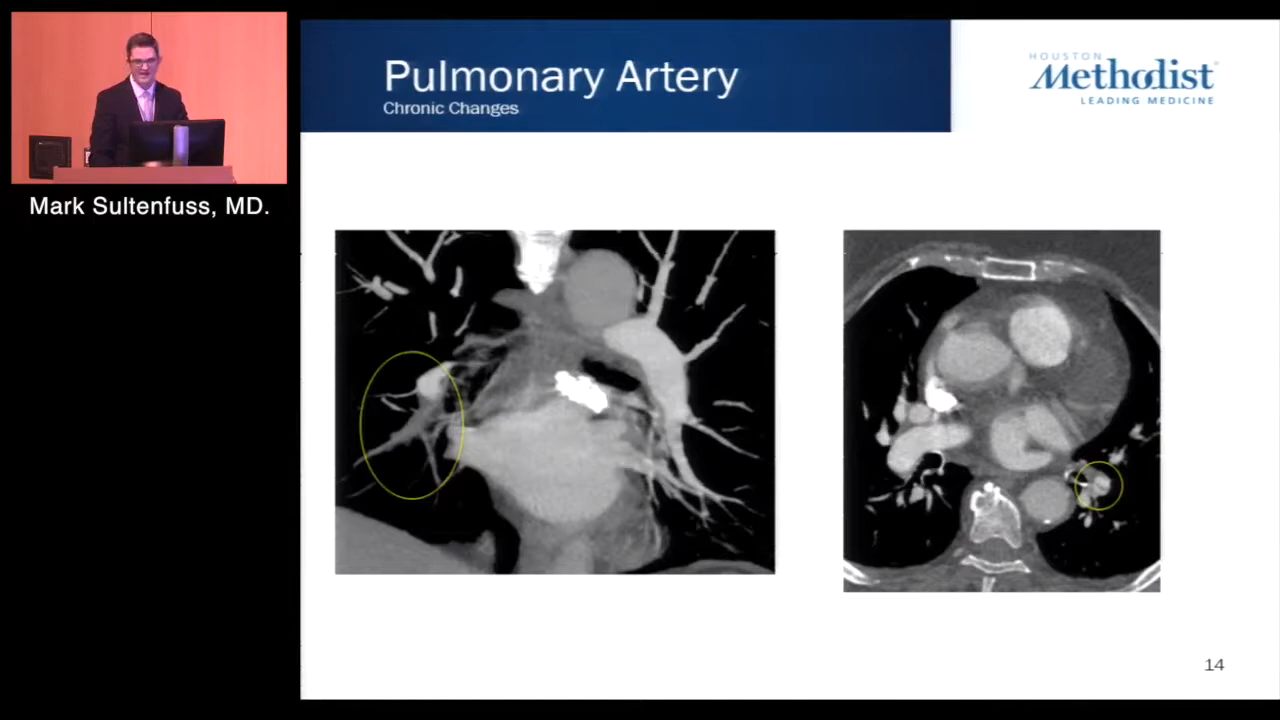 Pulmonary Artery
Chronic Changes
HOUSTON
Methodist
LEADING MEDICINE
Mark Sultenfuss, MD.
14